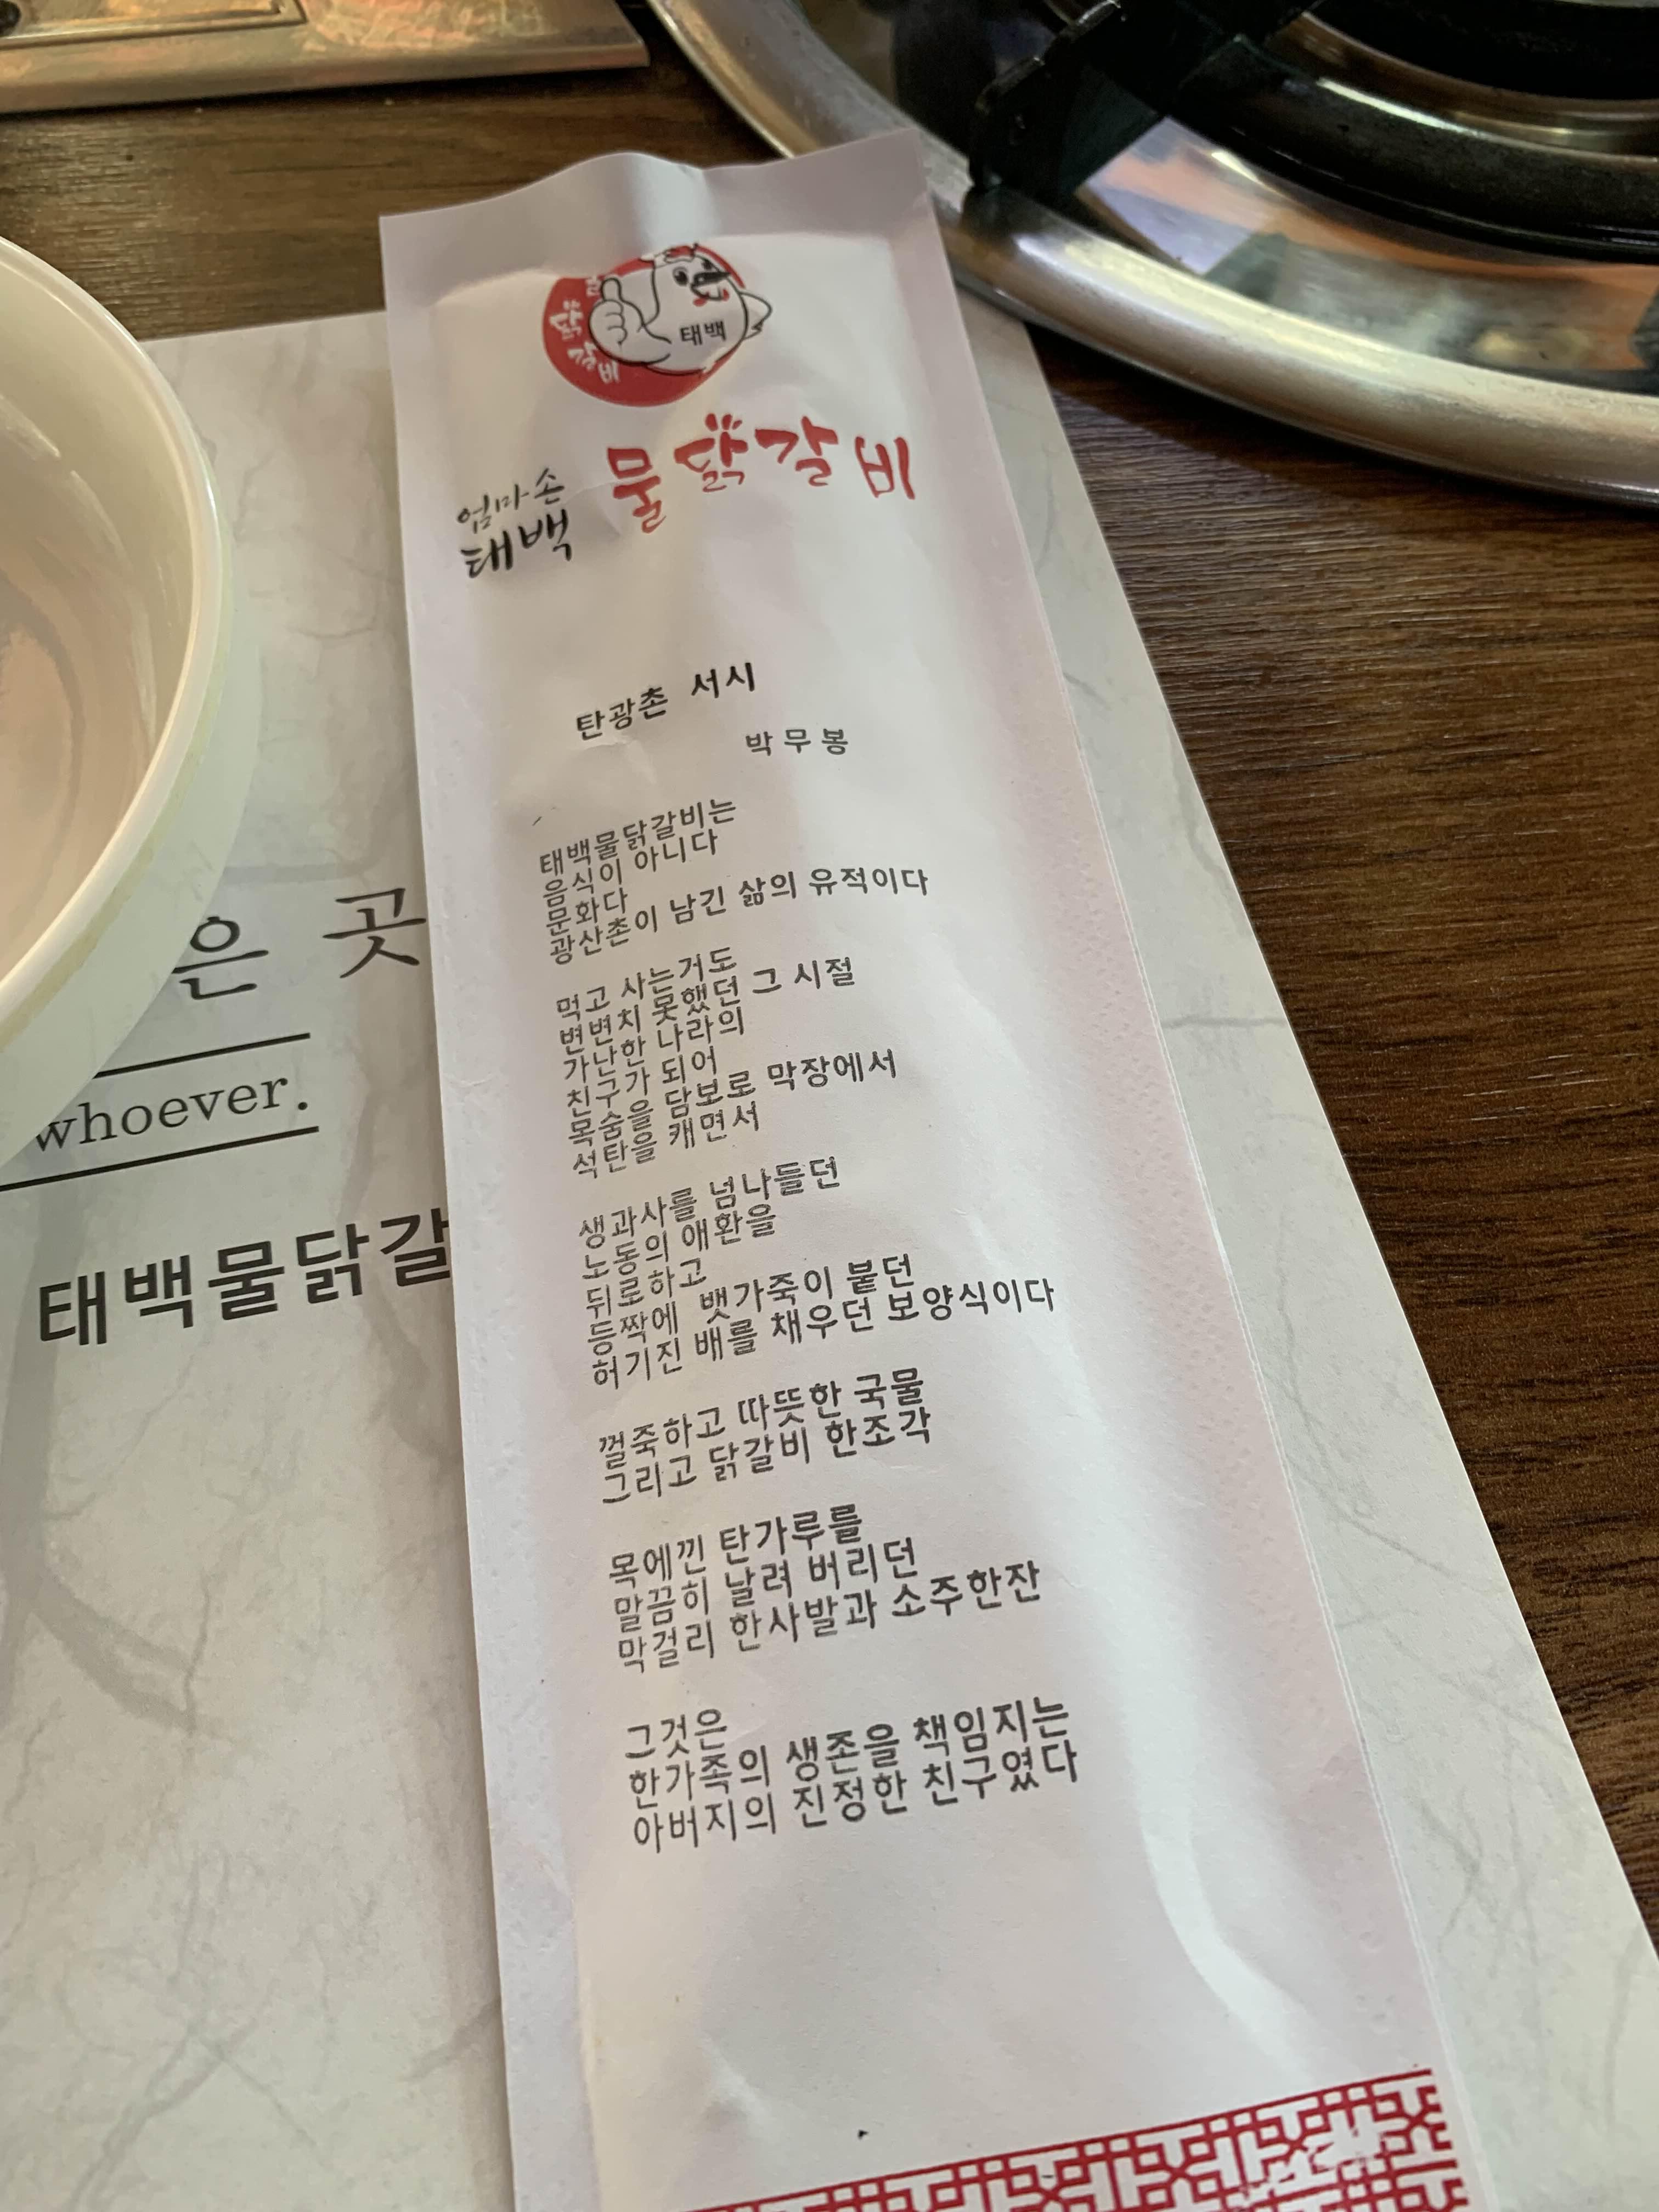 닭
갈
비
태백
엄마손
태백
물닭갈비
탄광촌 서시
박무봉
태백물닭갈비는
음식이 아니다
문화다
광산촌이 남긴 삶의 유적이다
먹고 사는거도
변변치 못했던 그 시절
가난한 나라의
친구가 되어
목숨을 담보로 막장에서
석탄을 캐면서
생과사를 넘나들던
노동의 애환을
뒤로하고
등짝에 뱃가죽이 붙던
허기진 배를 채우던 보양식이다
껄죽하고 따뜻한 국물
그리고 닭갈비 한조각
목에낀 탄가루를
말끔히 날려 버리던
막걸리 한사발과 소주한잔
그것은
한가족의 생존을 책임지는
아버지의 진정한 친구였다
은 곳
whoever.
태백물닭갈